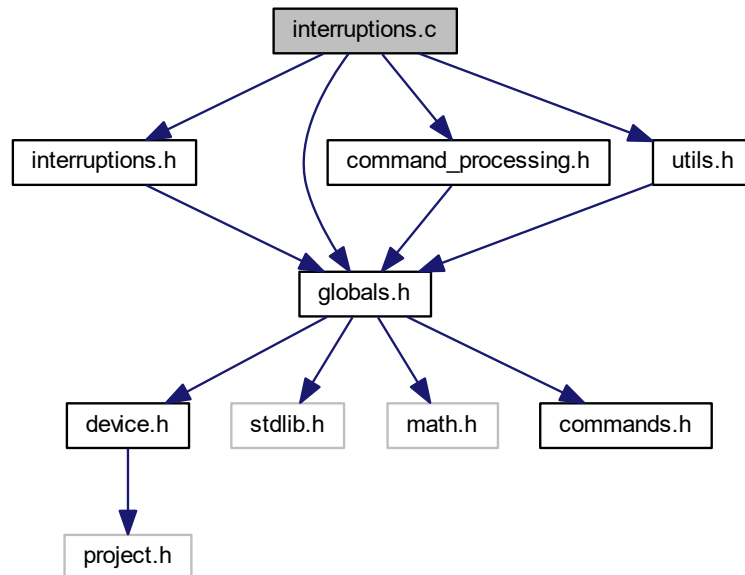 interruptions.c
interruptions.h
command_processing.h
utils.h
globals.h
device.h
stdlib.h
math.h
commands.h
project.h